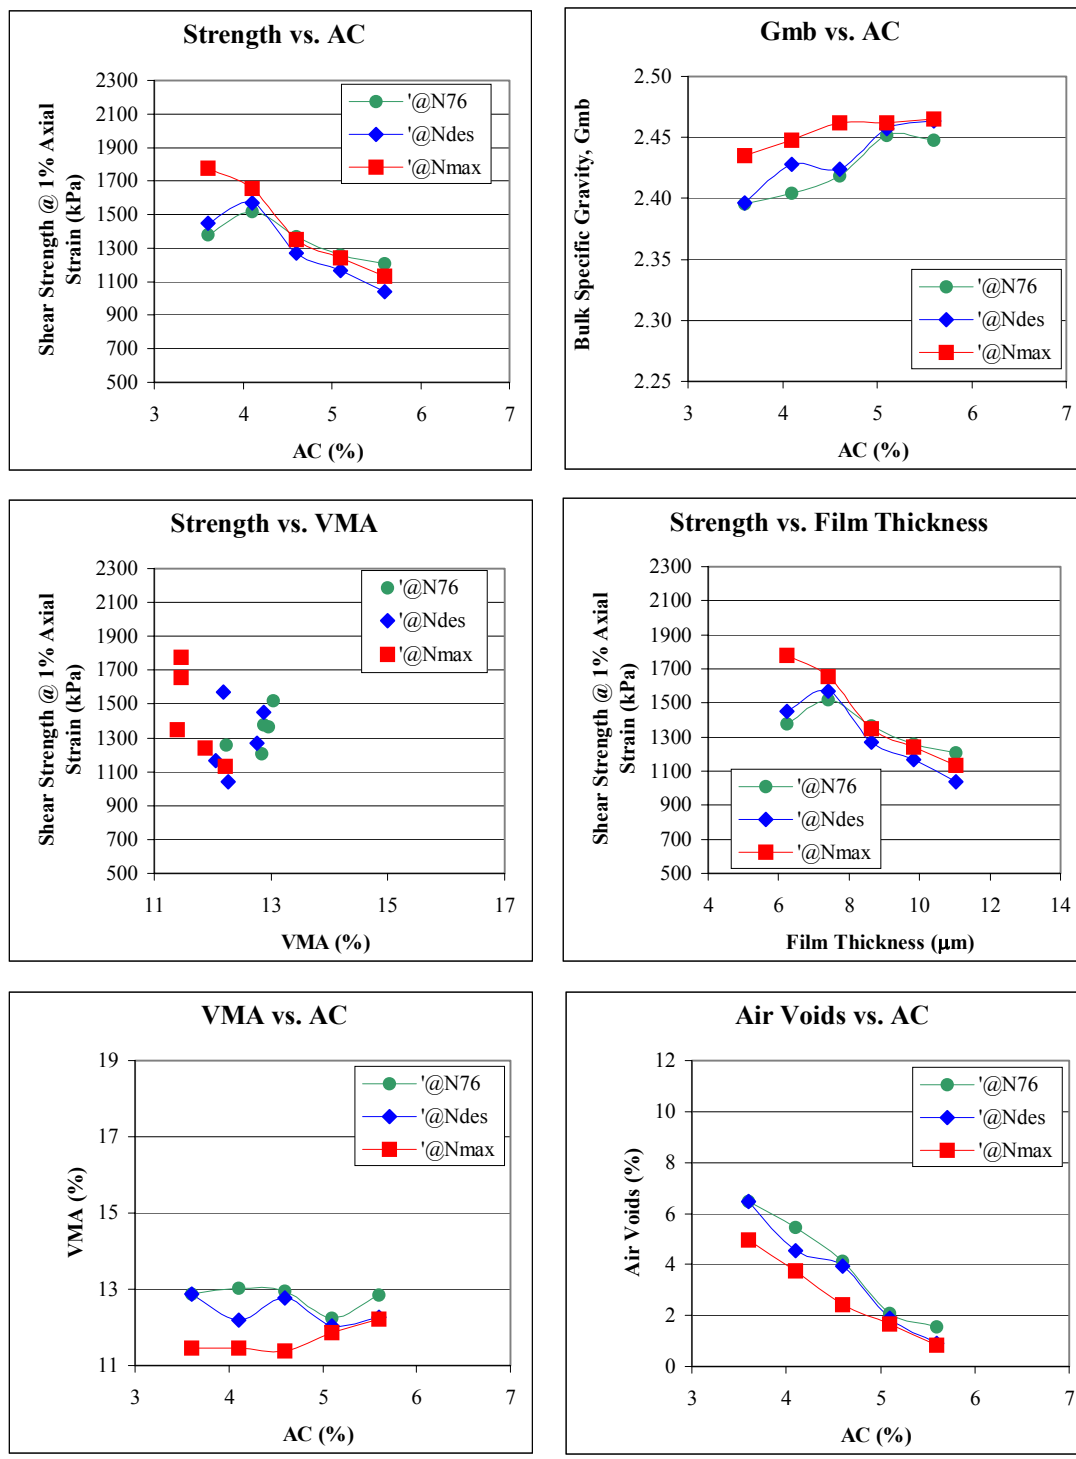 Strength vs. AC
Shear Strength @ 1% Axial
Strain (kPa)
2300
2100
1900
1700
1500
1300
1100
900
700
500
3 4 5 6 7
AC (%)
'@N76
'@Ndes
'@Nmax
Gmb vs. AC
Bulk Specific Gravity, Gmb
2.50
2.45
2.40
2.35
2.30
2.25
3 4 5 6 7
AC (%)
'@N76
'@Ndes
'@Nmax
Strength vs. VMA
Shear Strength @ 1% Axial
Strain (kPa)
2300
2100
1900
1700
1500
1300
1100
900
700
500
11 13 15 17
VMA (%)
'@N76
'@Ndes
'@Nmax
Strength vs. Film Thickness
Shear Strength @ 1% Axial
Strain (kPa)
2300
2100
1900
1700
1500
1300
1100
900
700
500
4 6 8 10 12 14
Film Thickness (μm)
'@N76
'@Ndes
'@Nmax
VMA vs. AC
VMA (%)
19
17
15
13
11
3 4 5 6 7
AC (%)
'@N76
'@Ndes
'@Nmax
Air Voids vs. AC
Air Voids (%)
12
10
8
6
4
2
0
3 4 5 6 7
AC (%)
'@N76
'@Ndes
'@Nmax